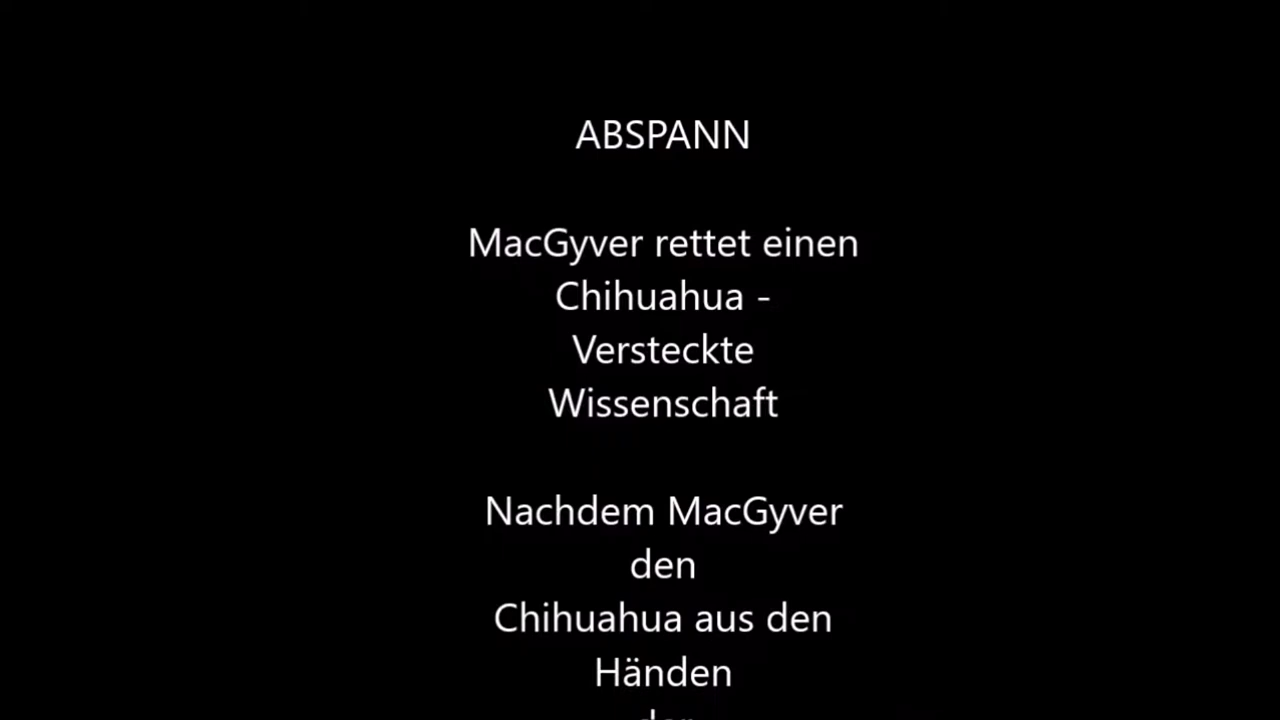 ABSPANN
MacGyver rettet einen
Chihuahua -
Versteckte
Wissenschaft
Nachdem MacGyver
den
Chihuahua aus den
Händen